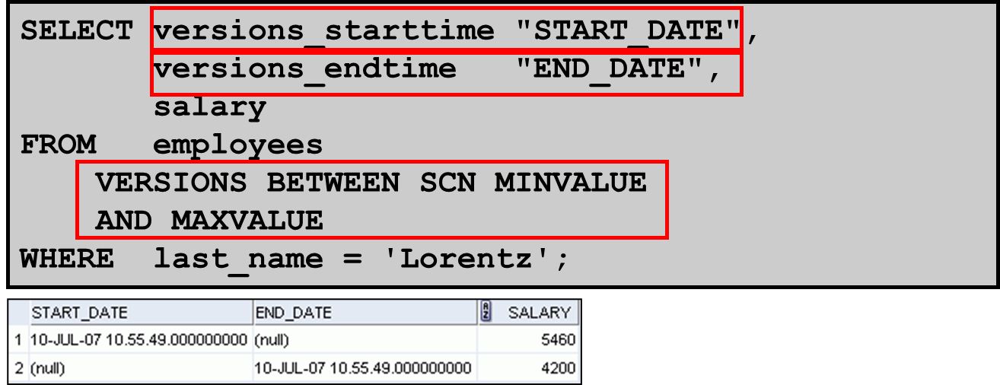 SELECT versions_starttime "START_DATE",
versions_endtime "END_DATE",
salary
FROM employees
VERSIONS BETWEEN SCN MINVALUE
AND MAXVALUE
WHERE last_name = 'Lorentz';
START_DATE END_DATE AZ SALARY
1 10-JUL-07 10.55.49.000000000 (null) 5460
2 (null) 10-JUL-07 10.55.49.000000000 4200